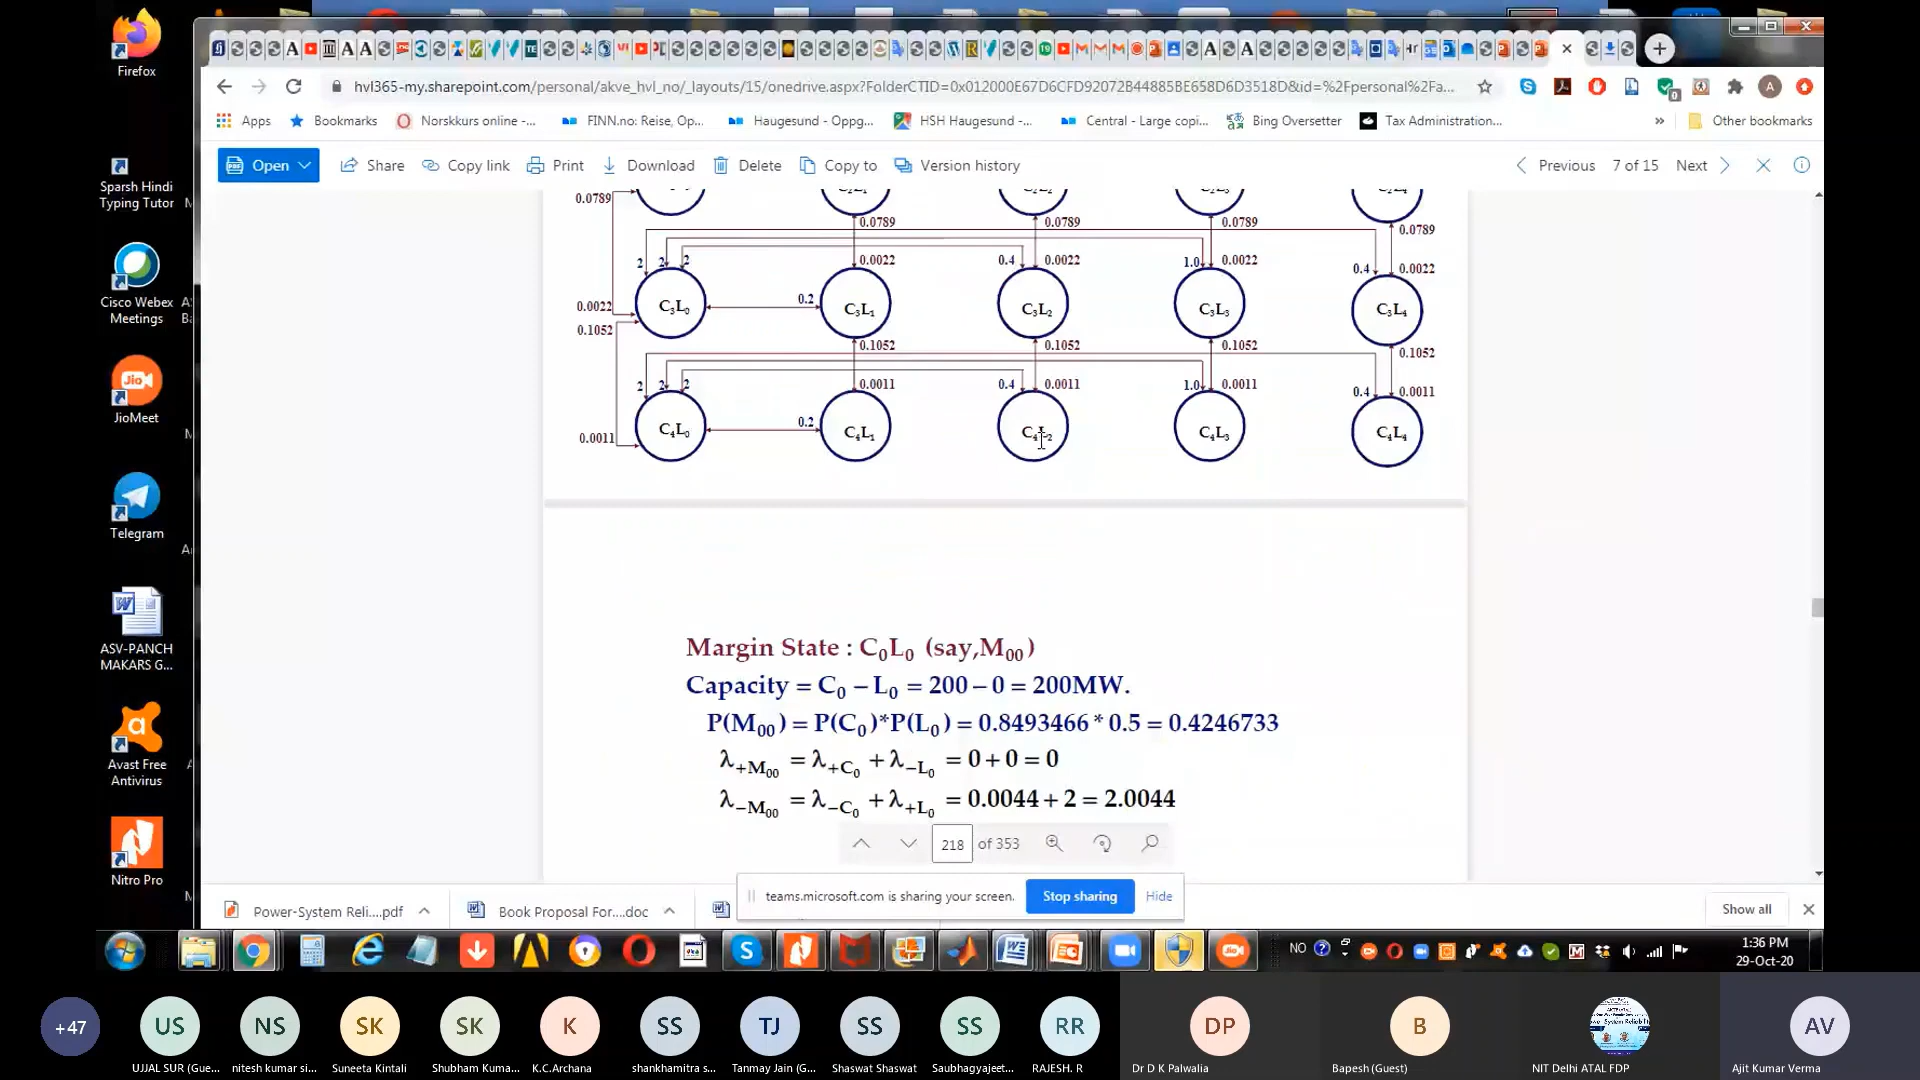 Firefox
hvl365-my.sharepoint.com/personal/akve_hvl_no/_layouts/15/onedrive.aspx?FolderCTID=0x012000E67D6CFD92072B44885BE658D6D3518D&id=%2Fpersonal%2Fa...
Apps Bookmarks Norskkurs online -... FINN.no: Reise, Op... Haugesund - Oppg... HSH Haugesund -... Central - Large copi... Bing Oversetter Tax Administration... » Other bookmarks
Open Share Copy link Print Download Delete Copy to Version history Previous 7 of 15 Next
Sparsh Hindi
Typing Tutor
Cisco Webex
Meetings
JioMeet
Telegram
ASV-PANCH
MAKARS G...
Avast Free
Antivirus
Nitro Pro
0.0789
0.0789 0.0789 0.0789 0.0789
2 2 2 0.0022 0.4 0.0022 1.0 0.0022 0.4 0.0022
0.0022 C₃L₀ 0.2 C₃L₁ C₃L₂ C₃L₃ C₃L₄
0.1052 0.1052 0.1052 0.1052 0.1052
2 2 2 0.0011 0.4 0.0011 1.0 0.0011 0.4 0.0011
0.0011 C₄L₀ 0.2 C₄L₁ C₄L₂ C₄L₃ C₄L₄
Margin State : C₀L₀ (say,M₀₀)
Capacity = C₀ – L₀ = 200 – 0 = 200MW.
P(M₀₀) = P(C₀)*P(L₀) = 0.8493466 * 0.5 = 0.4246733
λ₊M₀₀ = λ₊C₀ + λ₋L₀ = 0 + 0 = 0
λ₋M₀₀ = λ₋C₀ + λ₊L₀ = 0.0044 + 2 = 2.0044
218 of 353
teams.microsoft.com is sharing your screen. Stop sharing Hide
Power-System Reli....pdf Book Proposal For....doc Show all
NO 1:36 PM
29-Oct-20
+47 US NS SK SK K SS TJ SS SS RR DP B AV
UJJAL SUR (Gue... nitesh kumar si... Suneeta Kintali Shubham Kuma... K.C.Archana shankhamitra s... Tanmay Jain (G... Shaswat Shaswat Saubhagyajeet... RAJESH. R Dr D K Palwalia Bapesh(Guest) NIT Delhi ATAL FDP Ajit Kumar Verma